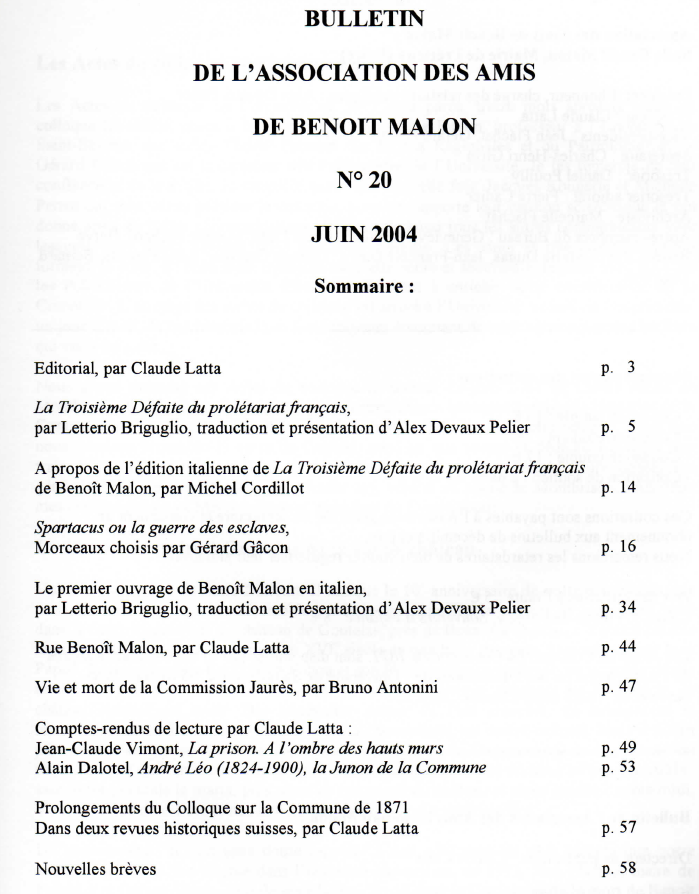 BULLETIN
DE L'ASSOCIATION DES AMIS
DE BENOIT MALON
N° 20
JUIN 2004
Sommaire :
Editorial, par Claude Latta p. 3
La Troisième Défaite du prolétariat français,
par Letterio Briguglio, traduction et présentation d'Alex Devaux Pelier p. 5
A propos de l'édition italienne de La Troisième Défaite du prolétariat français
de Benoît Malon, par Michel Cordillot p. 14
Spartacus ou la guerre des esclaves,
Morceaux choisis par Gérard Gâcon p. 16
Le premier ouvrage de Benoît Malon en italien,
par Letterio Briguglio, traduction et présentation d'Alex Devaux Pelier p. 34
Rue Benoît Malon, par Claude Latta p. 44
Vie et mort de la Commission Jaurès, par Bruno Antonini p. 47
Comptes-rendus de lecture par Claude Latta :
Jean-Claude Vimont, La prison. A l'ombre des hauts murs p. 49
Alain Dalotel, André Léo (1824-1900), la Junon de la Commune p. 53
Prolongements du Colloque sur la Commune de 1871
Dans deux revues historiques suisses, par Claude Latta p. 57
Nouvelles brèves p. 58